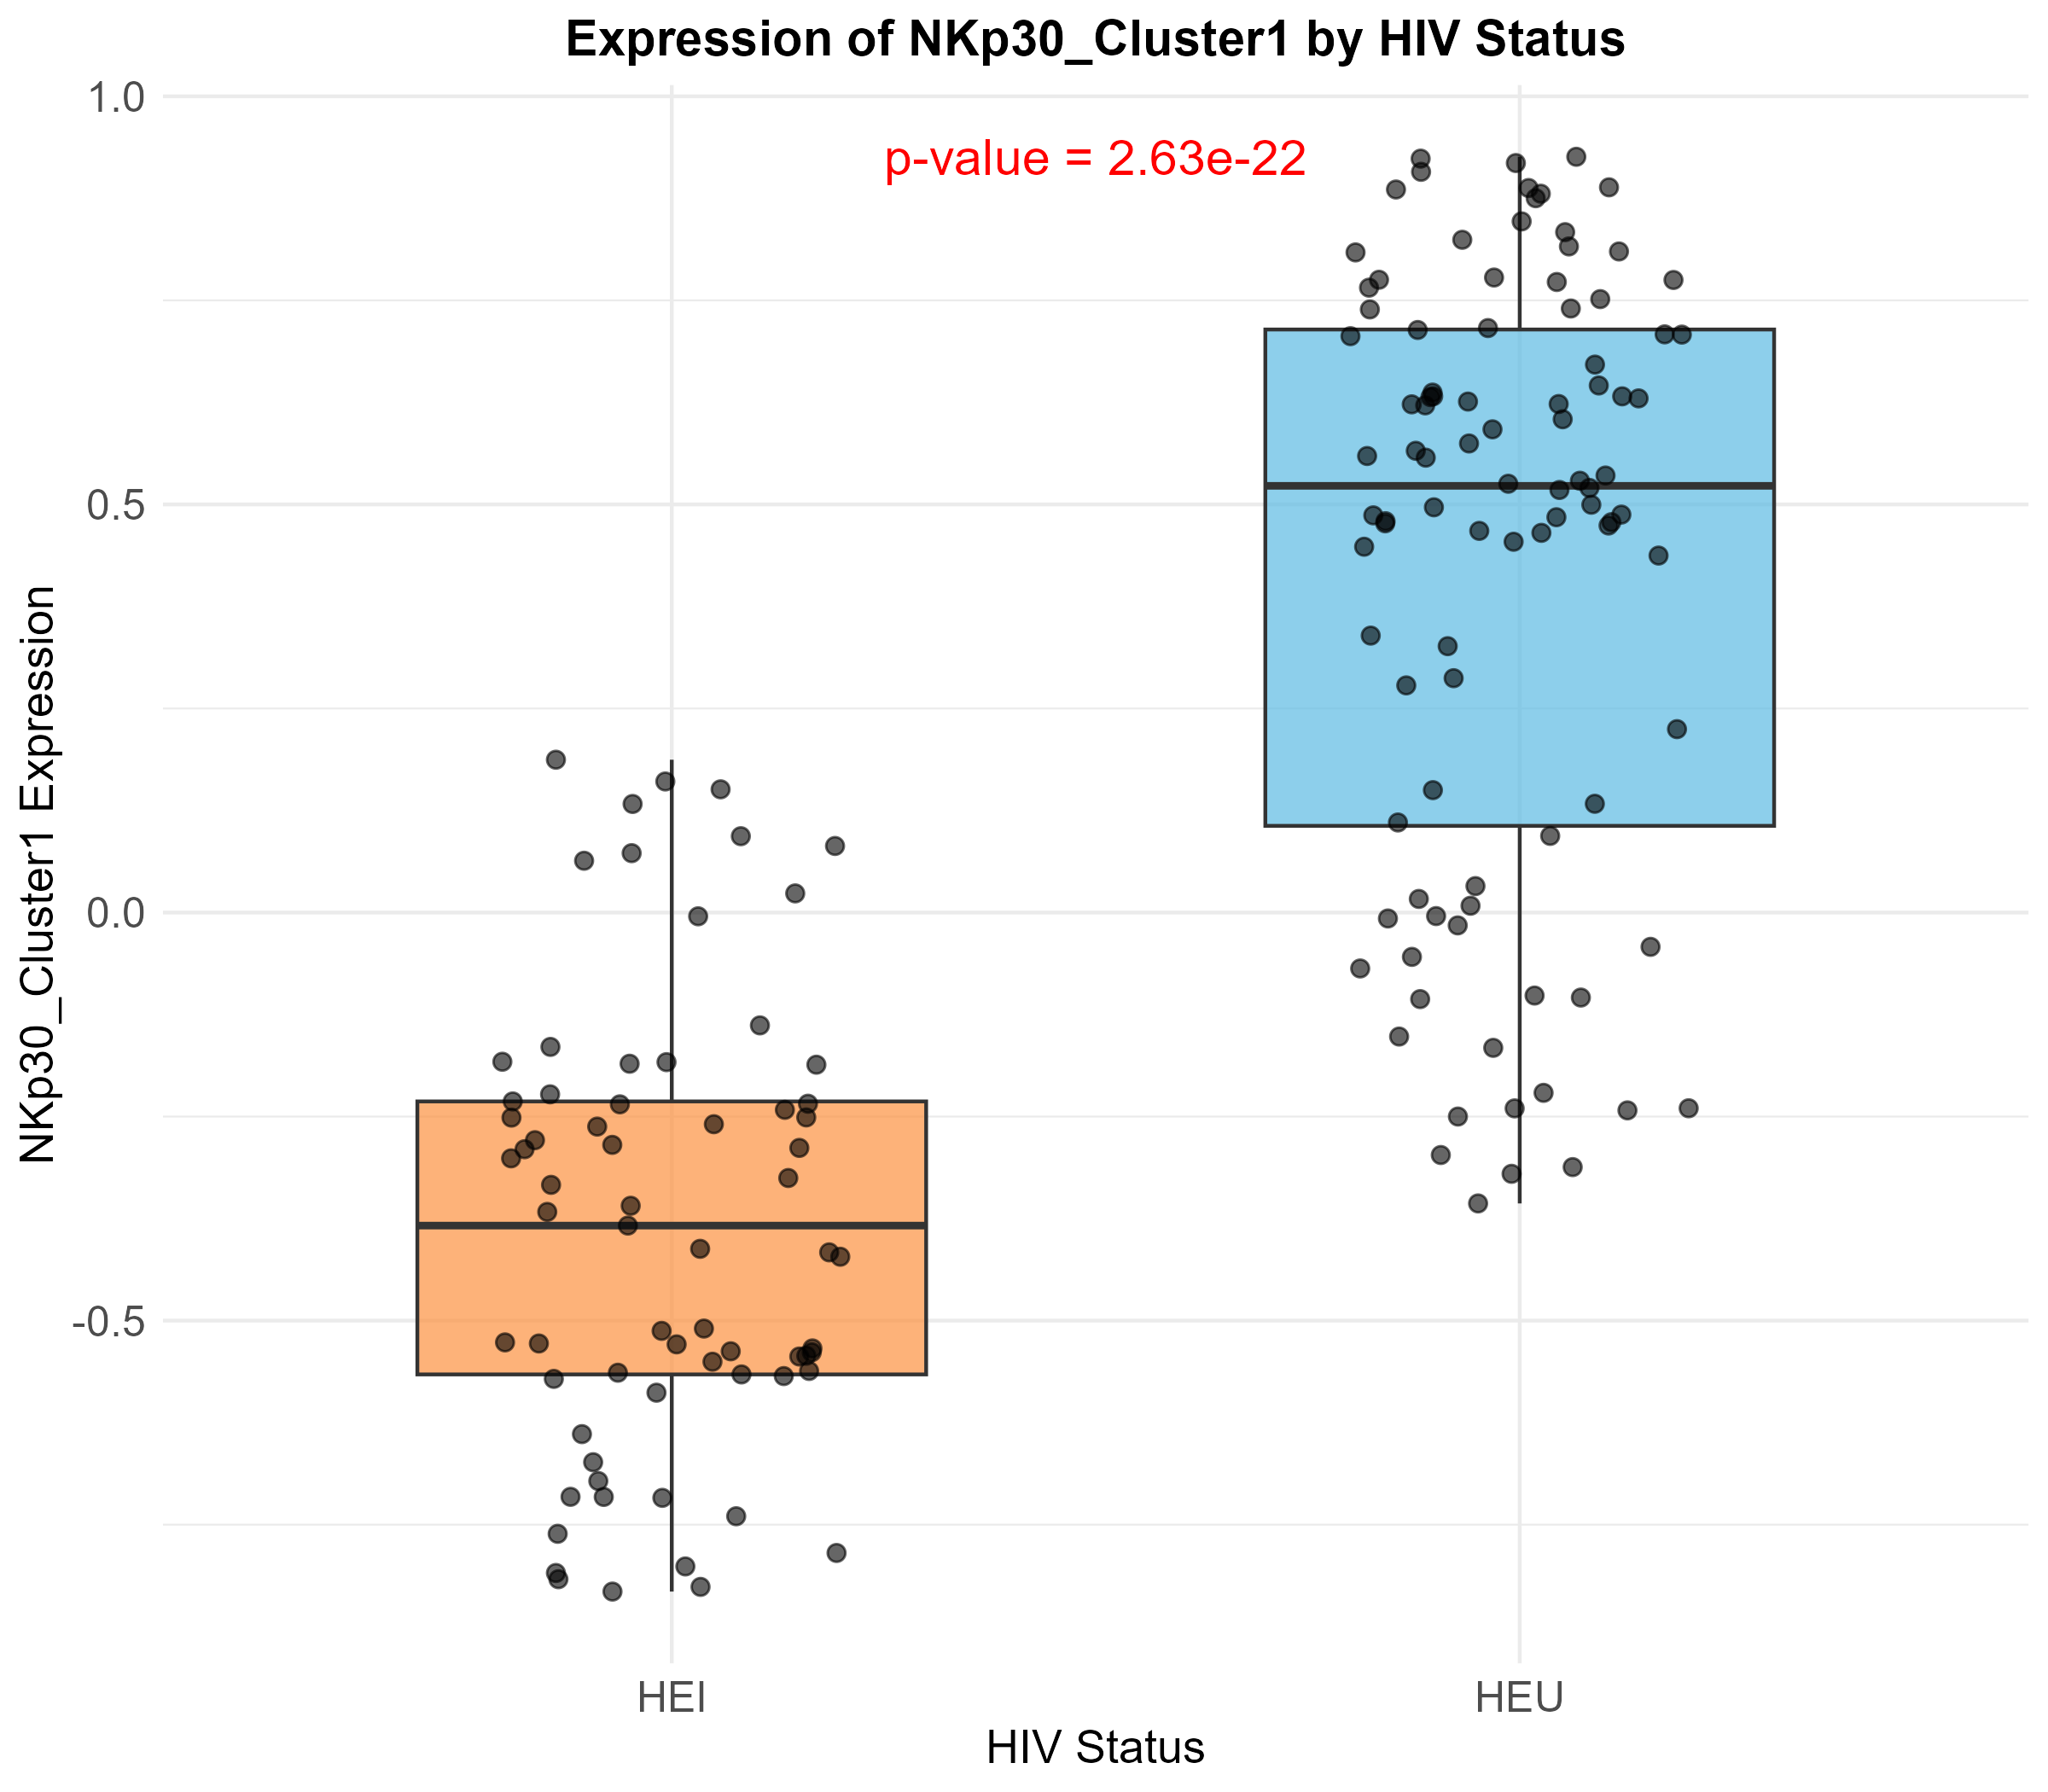 Expression of NKp30_Cluster1 by HIV Status
p-value = 2.63e-22
NKp30_Cluster1 Expression
1.0
0.5
0.0
-0.5
HEI
HEU
HIV Status